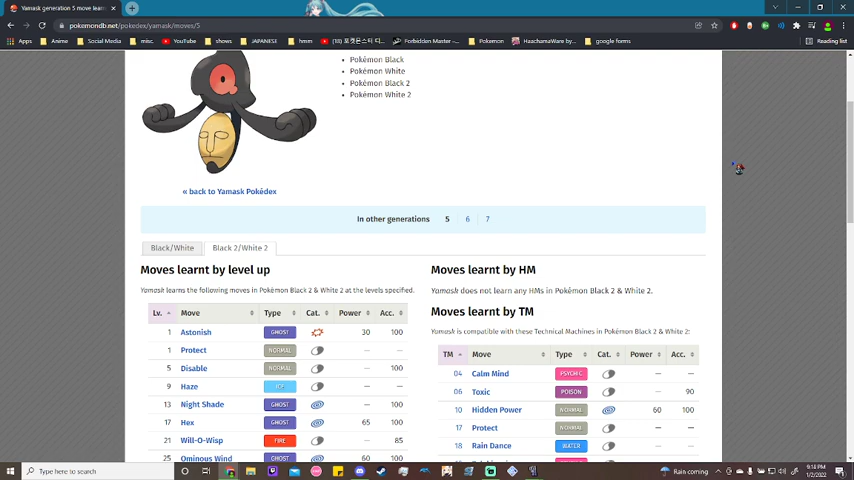 Yamask generation 5 move learn
pokemondb.net/pokedex/yamask/moves/5
Apps Anime Social Media misc. YouTube shows JAPANESE hmm Forbidden Master –... Pokemon HaachamaWare by... google forms Reading list
Pokémon Black
Pokémon White
Pokémon Black 2
Pokémon White 2
« back to Yamask Pokédex
In other generations 5 6 7
Black/White Black 2/White 2
Moves learnt by level up
Yamask learns the following moves in Pokémon Black 2 & White 2 at the levels specified.
Lv. Move Type Cat. Power Acc.
1 Astonish GHOST 30 100
1 Protect NORMAL — —
5 Disable NORMAL — 100
9 Haze ICE — —
13 Night Shade GHOST — 100
17 Hex GHOST 65 100
21 Will-O-Wisp FIRE — 85
25 Ominous Wind GHOST 60 100
Moves learnt by HM
Yamask does not learn any HMs in Pokémon Black 2 & White 2.
Moves learnt by TM
Yamask is compatible with these Technical Machines in Pokémon Black 2 & White 2:
TM Move Type Cat. Power Acc.
04 Calm Mind PSYCHIC — —
06 Toxic POISON — 90
10 Hidden Power NORMAL 60 100
17 Protect NORMAL — —
18 Rain Dance WATER — —
Type here to search
Rain coming
9:14 PM
1/2/2022